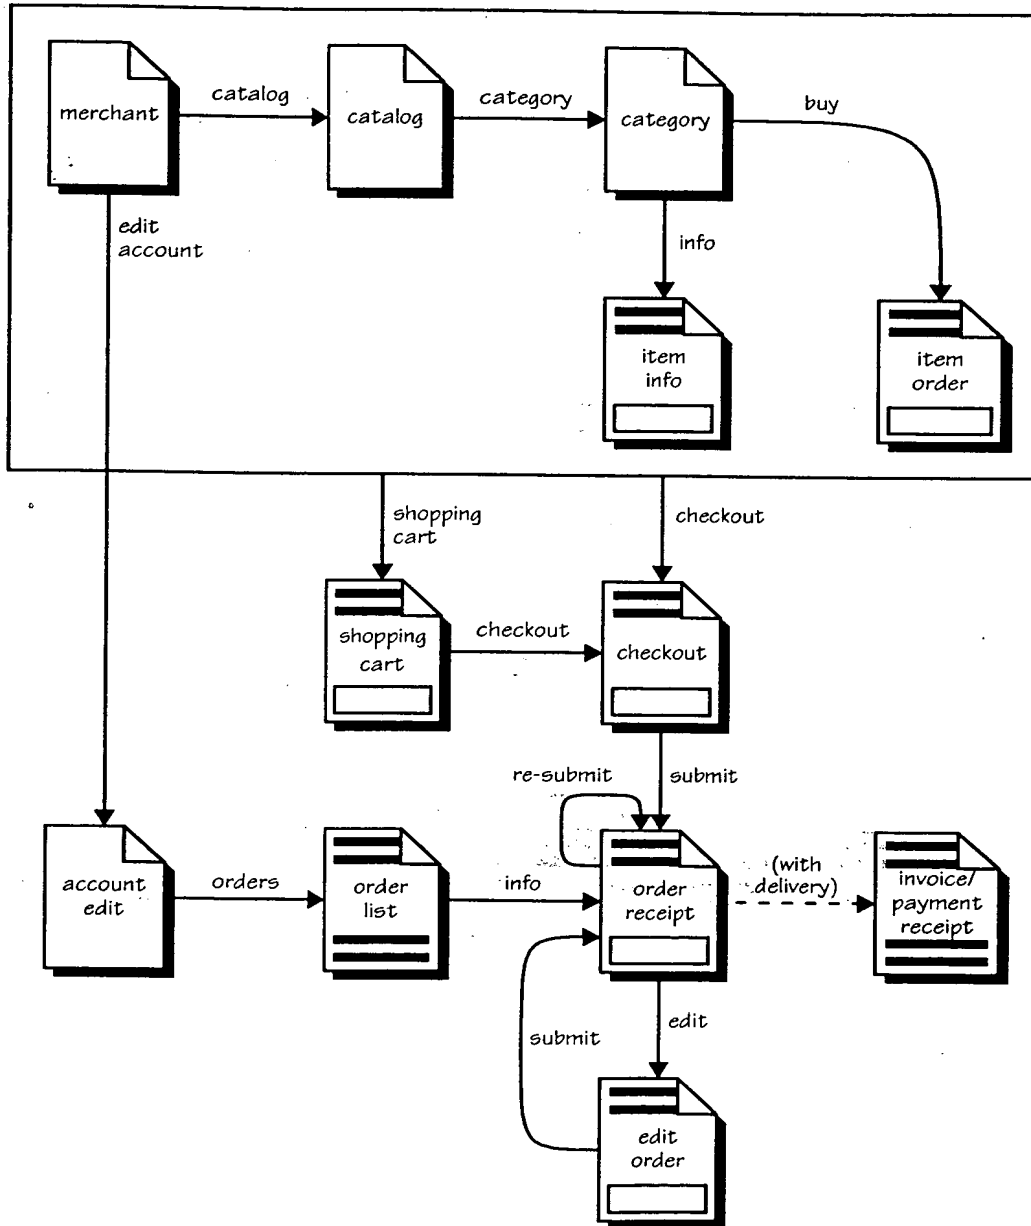 merchant
catalog
catalog
category
category
buy
edit
account
info
item
info
item
order
shopping
cart
checkout
shopping
cart
checkout
checkout
re-submit
submit
account
edit
orders
order
list
info
order
receipt
(with
delivery)
invoice/
payment
receipt
submit
edit
edit
order